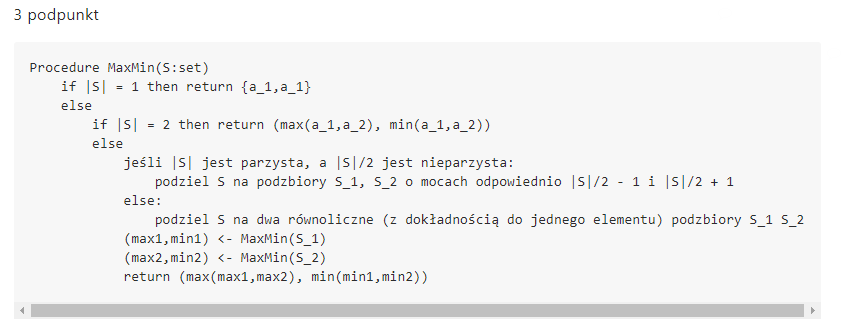 3 podpunkt
Procedure MaxMin(S:set)
if |S| = 1 then return {a_1,a_1}
else
if |S| = 2 then return (max(a_1,a_2), min(a_1,a_2))
else
jeśli |S| jest parzysta, a |S|/2 jest nieparzysta:
podziel S na podzbiory S_1, S_2 o mocach odpowiednio |S|/2 - 1 i |S|/2 + 1
else:
podziel S na dwa równoliczne (z dokładnością do jednego elementu) podzbiory S_1 S_2
(max1,min1) <- MaxMin(S_1)
(max2,min2) <- MaxMin(S_2)
return (max(max1,max2), min(min1,min2))